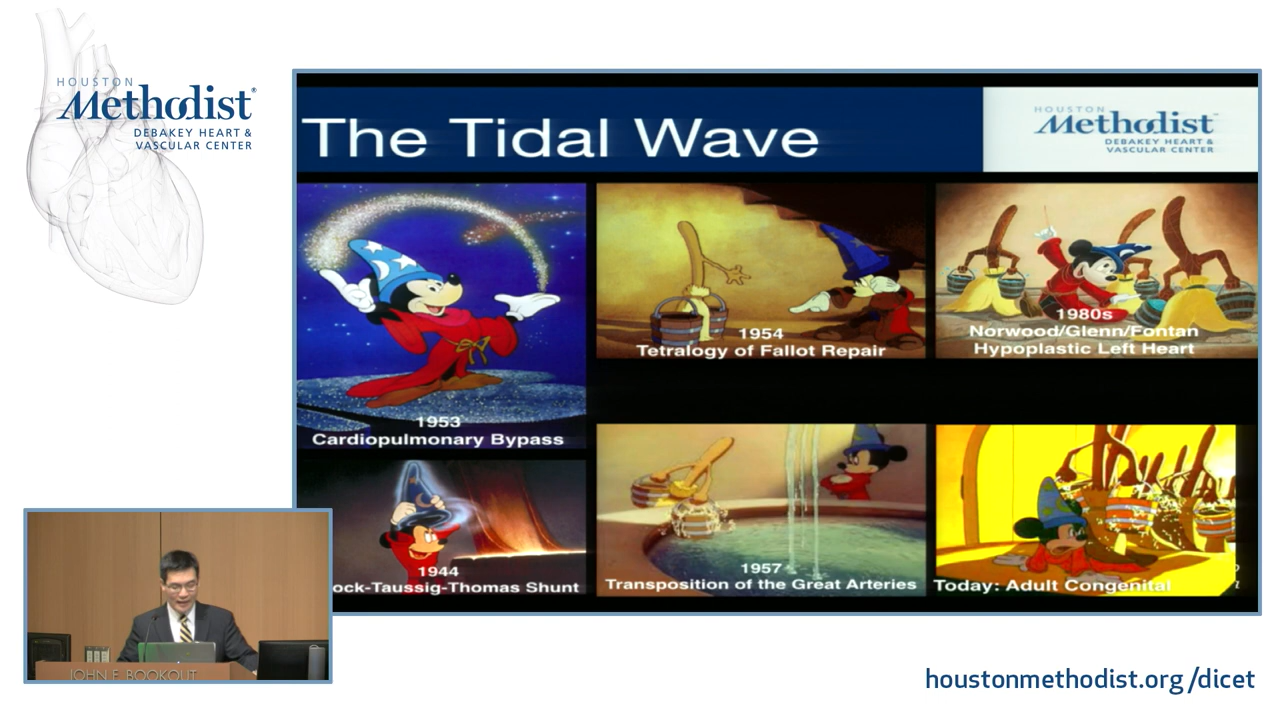 HOUSTON
Methodist®
DEBAKEY HEART &
VASCULAR CENTER
The Tidal Wave
HOUSTON
Methodist
DEBAKEY HEART &
VASCULAR CENTER
1953
Cardiopulmonary Bypass
1954
Tetralogy of Fallot Repair
1980s
Norwood/Glenn/Fontan
Hypoplastic Left Heart
1944
ock-Taussig-Thomas Shunt
1957
Transposition of the Great Arteries
Today: Adult Congenital
JOHN F. BOOKOUT
houstonmethodist.org/dicet